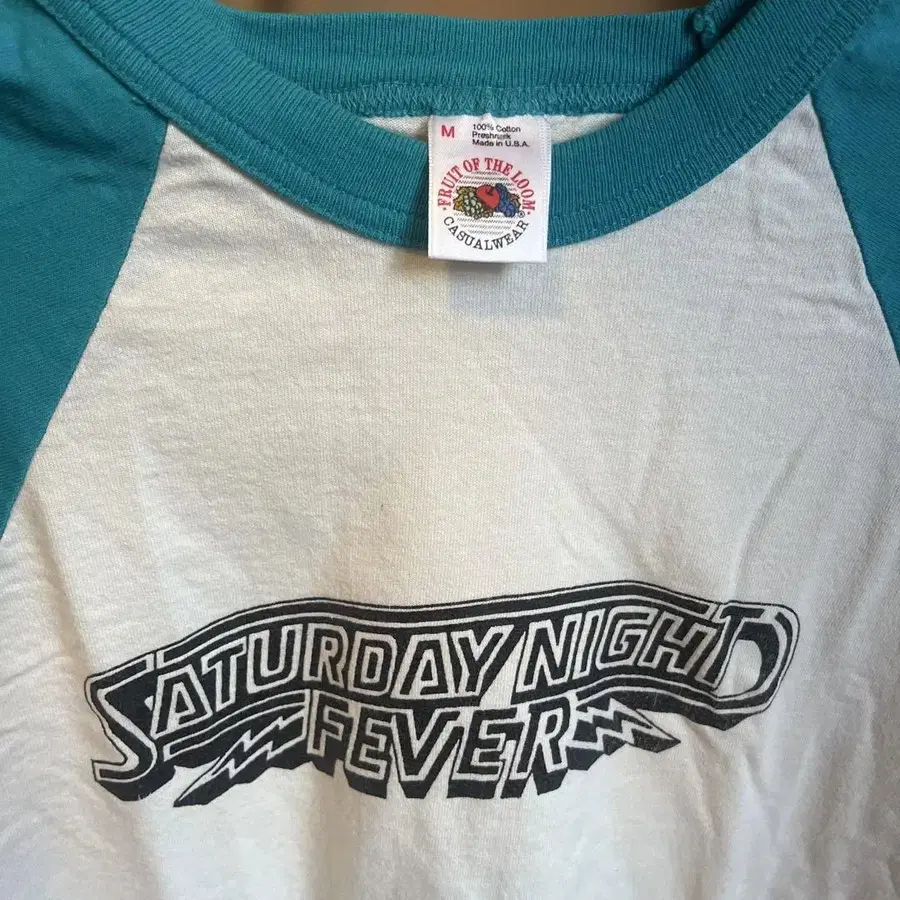 M
100% Cotton
Preshrunk
Made in U.S.A.
FRUIT OF THE LOOM
®
CASUALWEAR
SATURDAY NIGHT
FEVER